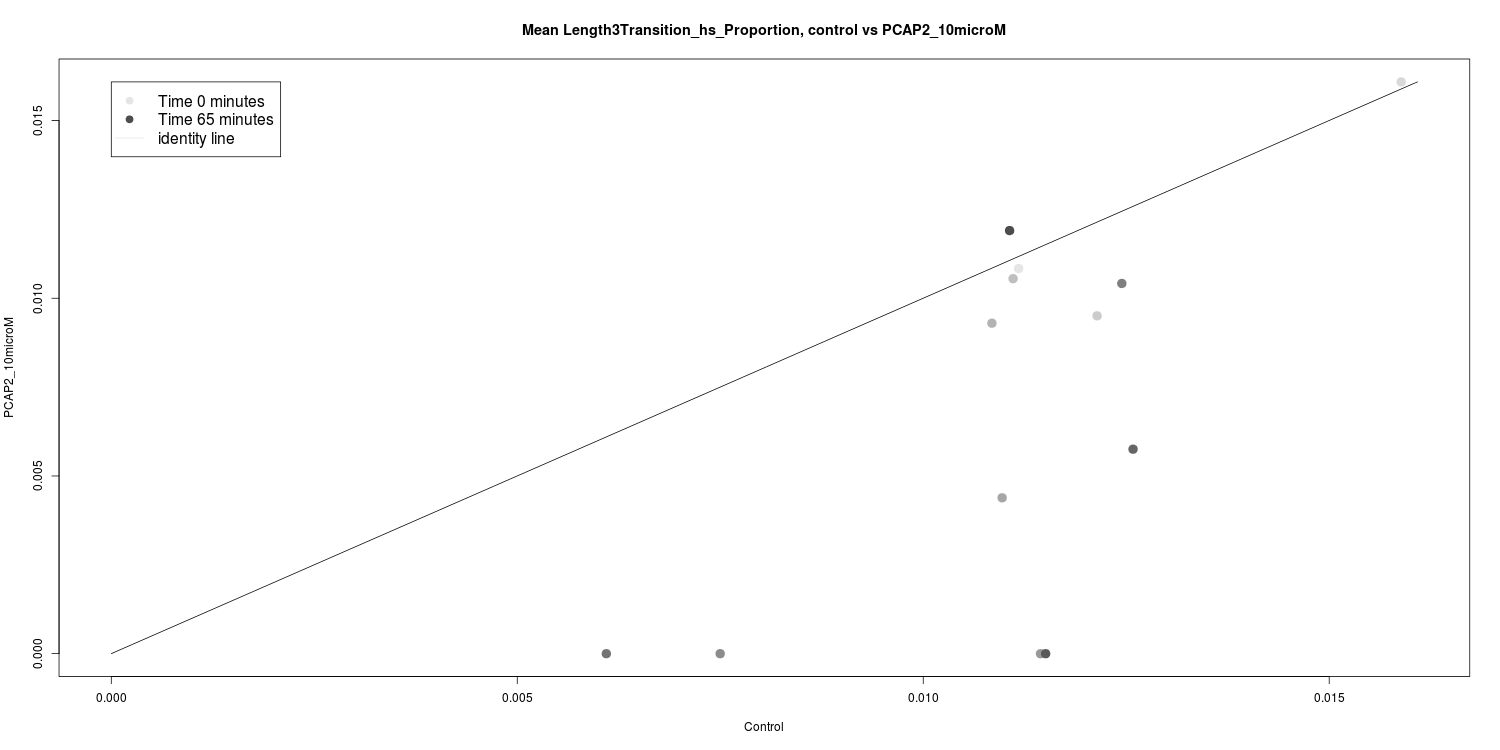 Mean Length3Transition_hs_Proportion, control vs PCAP2_10microM
Time 0 minutes
Time 65 minutes
identity line
PCAP2_10microM
0.015
0.010
0.005
0.000
0.000
0.005
0.010
0.015
Control